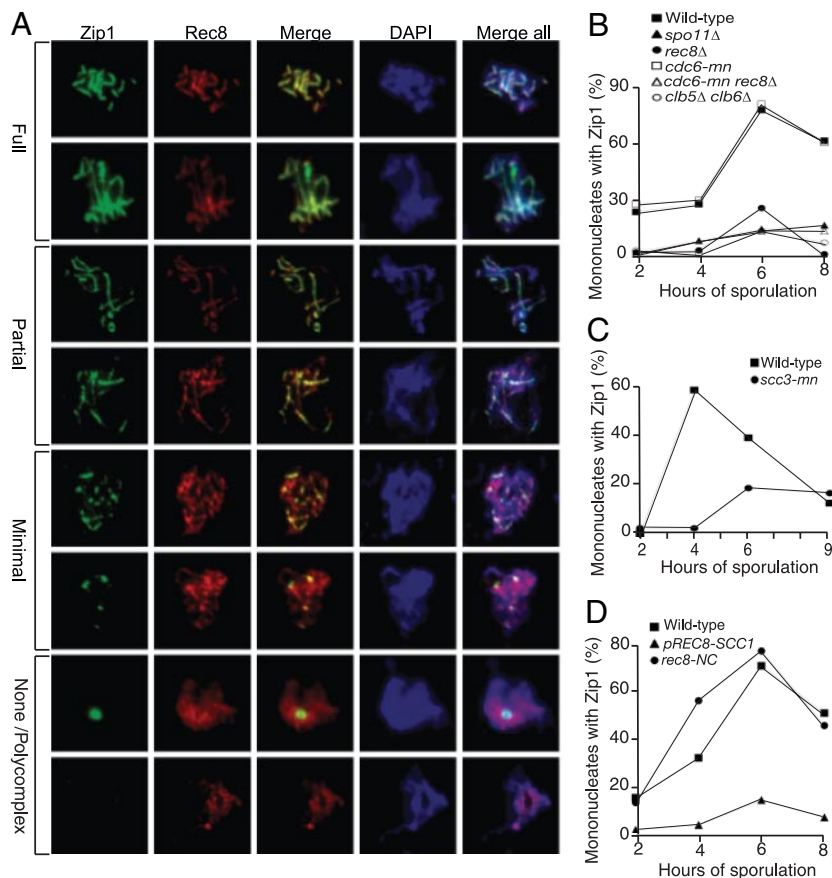 A
Zip1 Rec8 Merge DAPI Merge all
Full
Partial
Minimal
None /Polycomplex
B
Wild-type
spo11Δ
rec8Δ
cdc6-mn
cdc6-mn rec8Δ
clb5Δ clb6Δ
Mononucleates with Zip1 (%)
90
60
30
0
2 4 6 8
Hours of sporulation
C
Wild-type
scc3-mn
Mononucleates with Zip1 (%)
60
40
20
0
2 4 6 9
Hours of sporulation
D
Wild-type
pREC8-SCC1
rec8-NC
Mononucleates with Zip1 (%)
80
60
40
20
0
2 4 6 8
Hours of sporulation